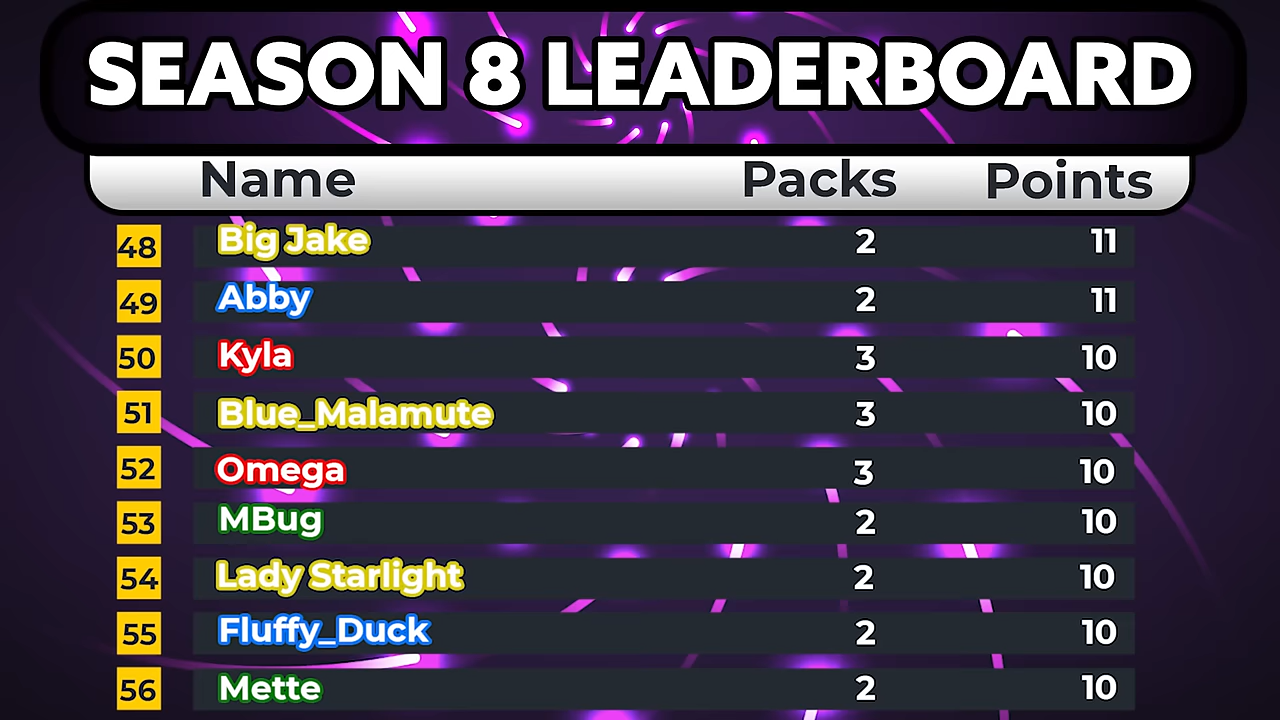 SEASON 8 LEADERBOARD
Name Packs Points
48 Big Jake 2 11
49 Abby 2 11
50 Kyla 3 10
51 Blue_Malamute 3 10
52 Omega 3 10
53 MBug 2 10
54 Lady Starlight 2 10
55 Fluffy_Duck 2 10
56 Mette 2 10